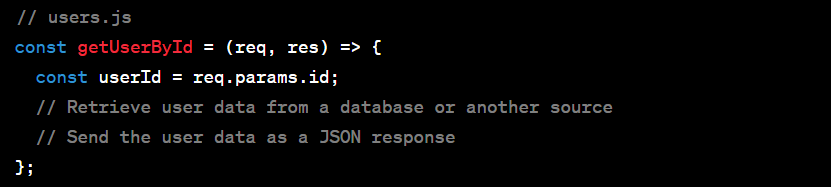 // users.js
const getUserById = (req, res) => {
  const userId = req.params.id;
  // Retrieve user data from a database or another source
  // Send the user data as a JSON response
};